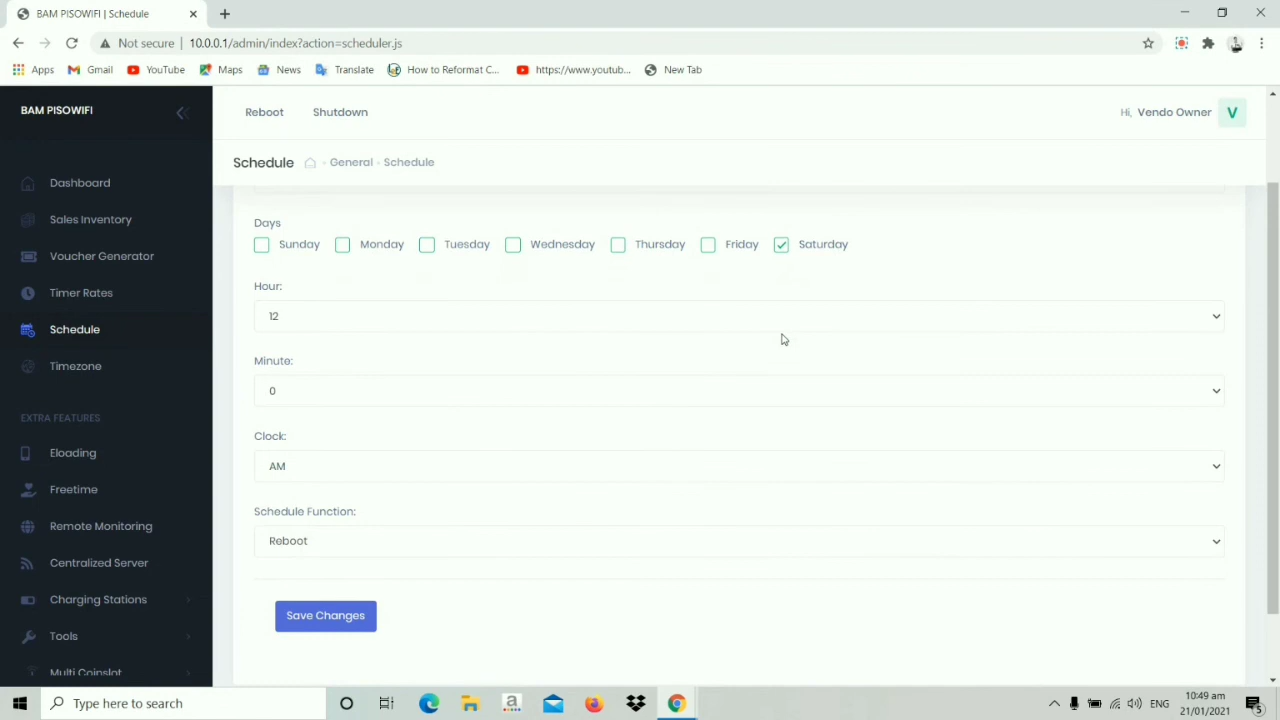 BAM PISOWIFI | Schedule
Not secure | 10.0.0.1/admin/index?action=scheduler.js
Apps Gmail YouTube Maps News Translate How to Reformat C... https://www.youtub... New Tab
BAM PISOWIFI
Reboot Shutdown Hi, Vendo Owner V
Schedule General Schedule
Dashboard
Sales Inventory
Voucher Generator
Timer Rates
Schedule
Timezone
EXTRA FEATURES
Eloading
Freetime
Remote Monitoring
Centralized Server
Charging Stations
Tools
Multi Coinslot
Days
Sunday Monday Tuesday Wednesday Thursday Friday Saturday
Hour:
12
Minute:
0
Clock:
AM
Schedule Function:
Reboot
Save Changes
Type here to search
a
ENG
10:49 am
21/01/2021
5